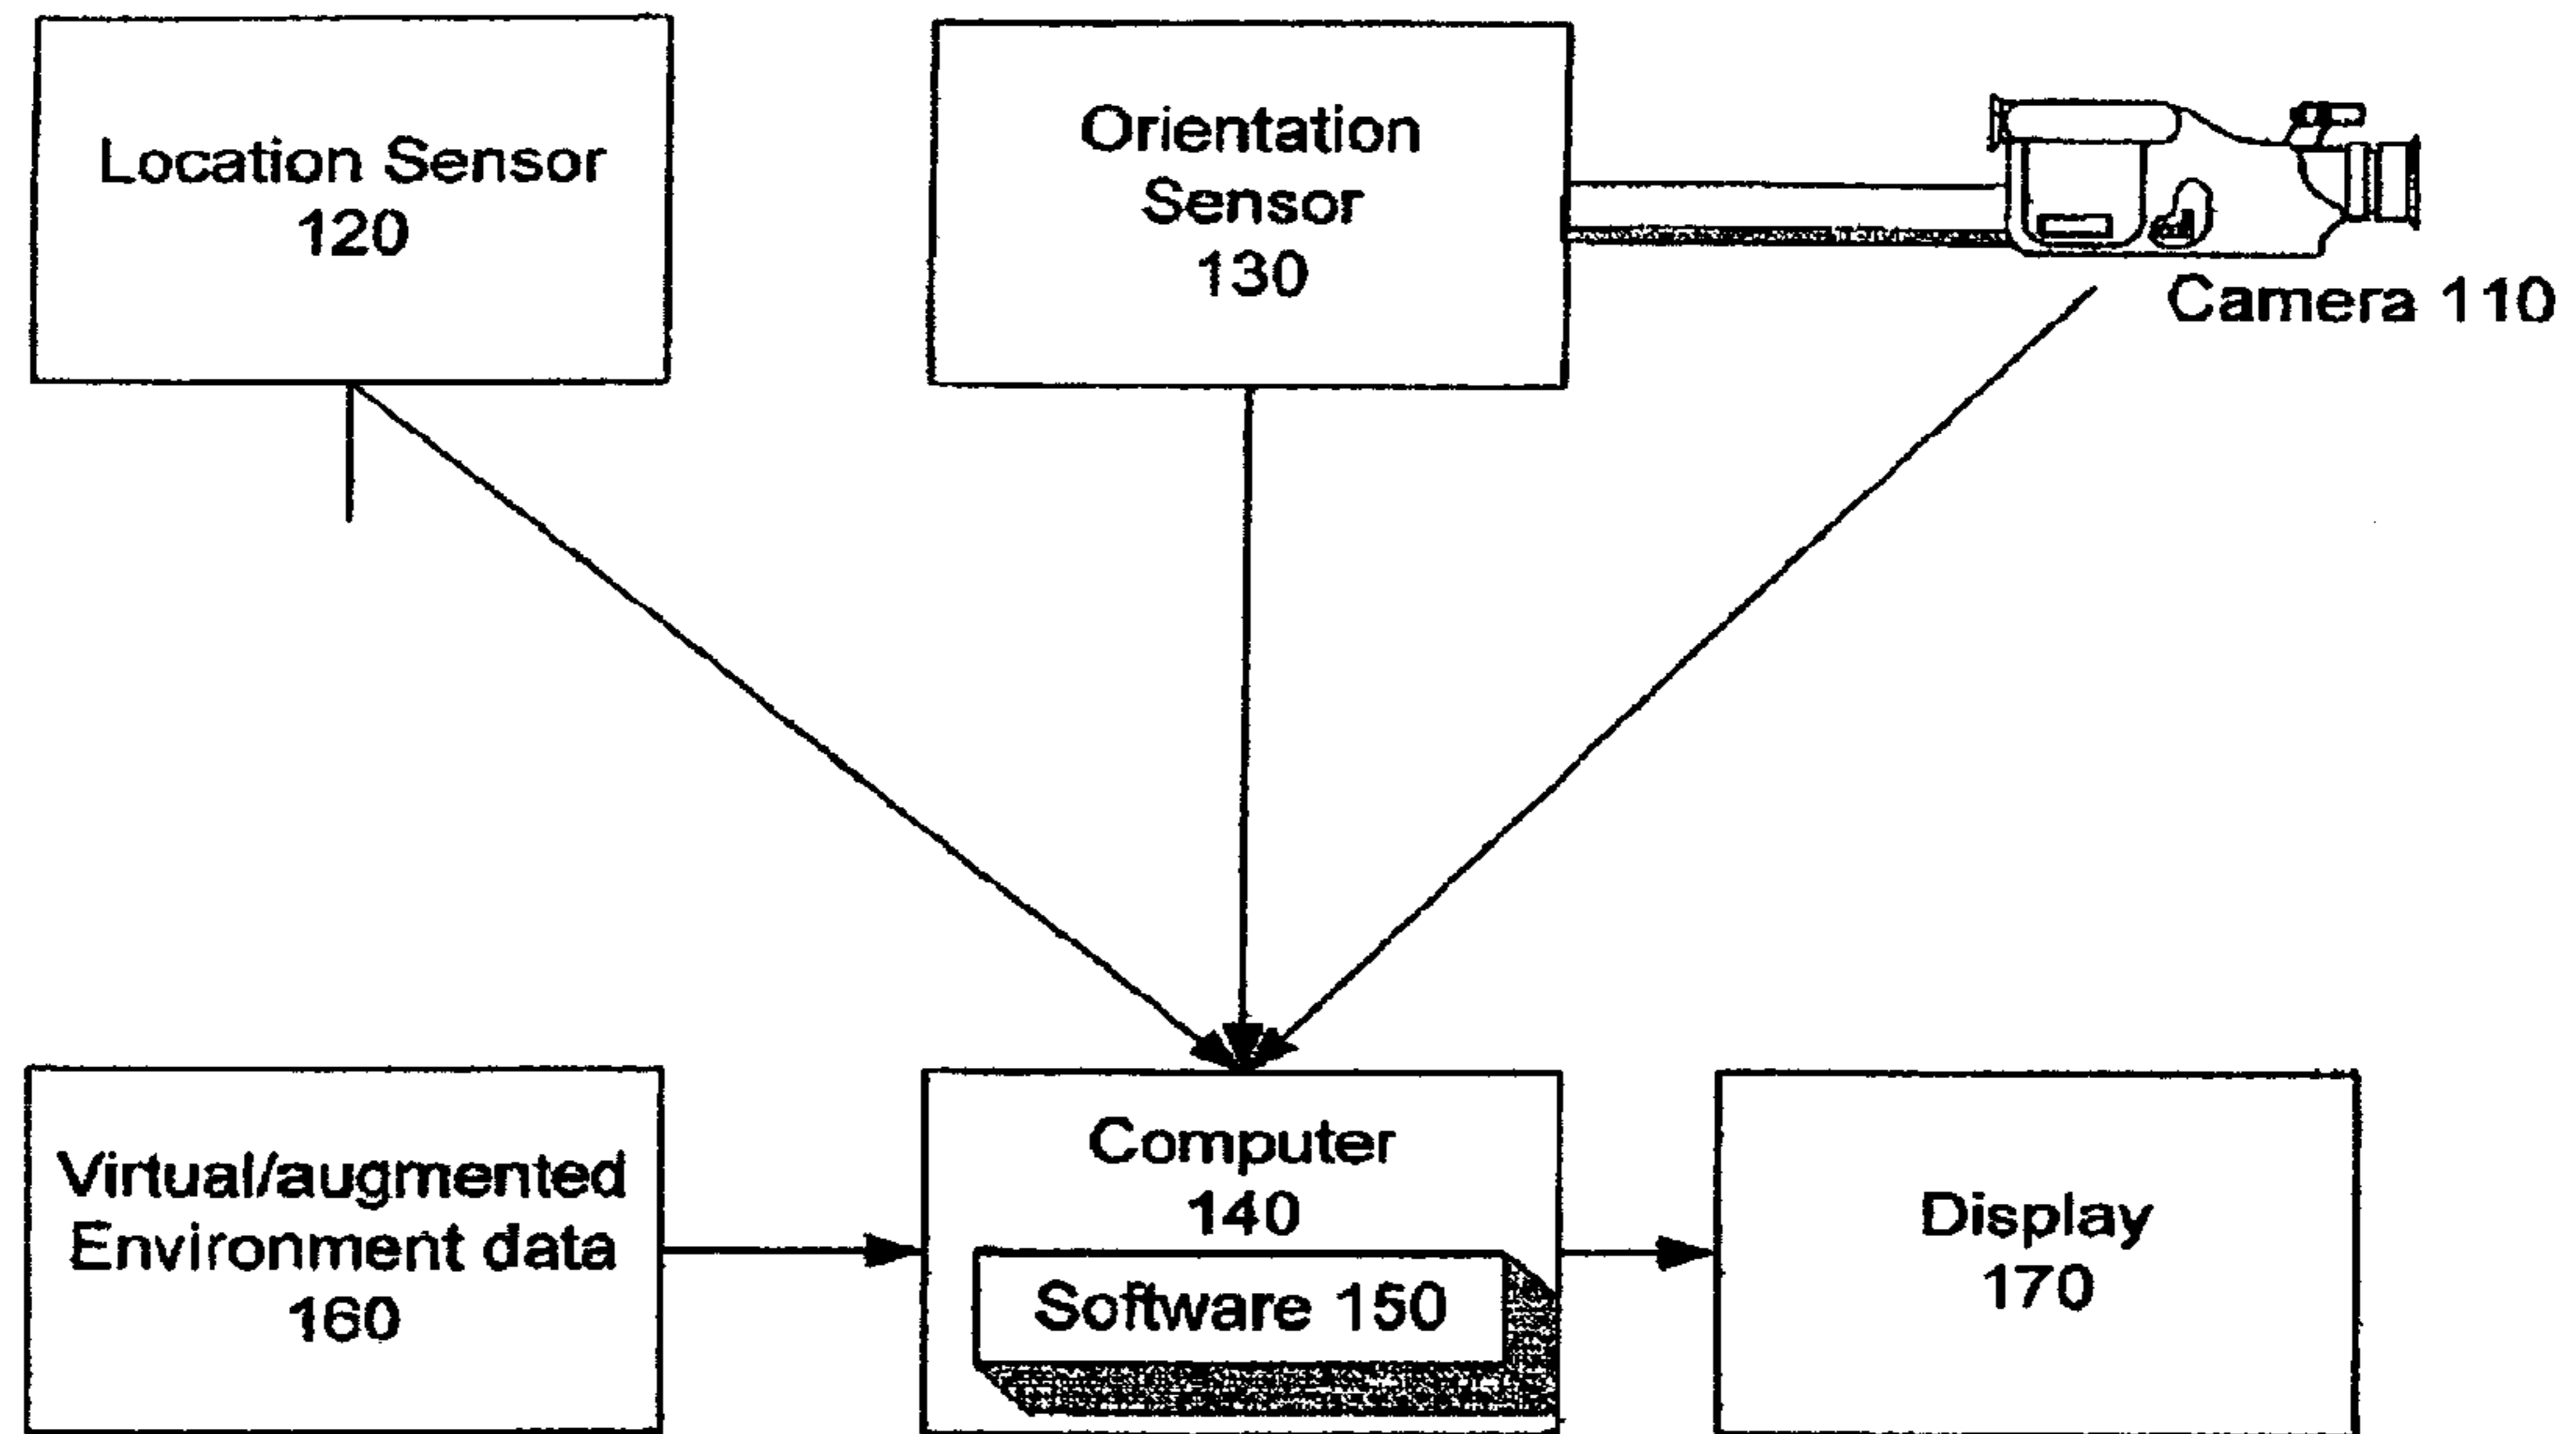 Location Sensor
120
Orientation
Sensor
130
Camera 110
Virtual/augmented
Environment data
160
Computer
140
Software 150
Display
170